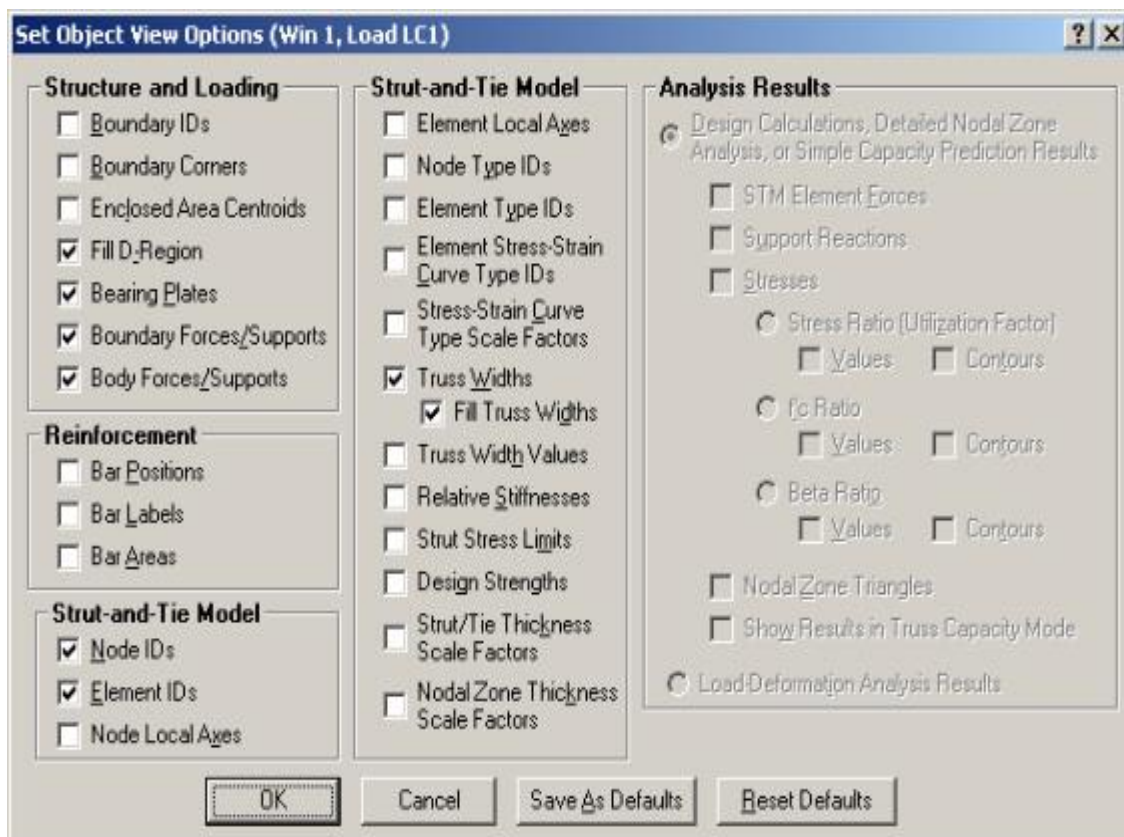 Set Object View Options (Win 1, Load LC1)
Structure and Loading
Boundary IDs
Boundary Corners
Enclosed Area Centroids
Fill D-Region
Bearing Plates
Boundary Forces/Supports
Body Forces/Supports
Reinforcement
Bar Positions
Bar Labels
Bar Areas
Strut-and-Tie Model
Node IDs
Element IDs
Node Local Axes
Strut-and-Tie Model
Element Local Axes
Node Type IDs
Element Type IDs
Element Stress-Strain
Curve Type IDs
Stress-Strain Curve
Type Scale Factors
Truss Widths
Fill Truss Widths
Truss Width Values
Relative Stiffnesses
Strut Stress Limits
Design Strengths
Strut/Tie Thickness
Scale Factors
Nodal Zone Thickness
Scale Factors
Analysis Results
Design Calculations, Detailed Nodal Zone
Analysis, or Simple Capacity Prediction Results
STM Element Forces
Support Reactions
Stresses
Stress Ratio (Utilization Factor)
Values Contours
f'c Ratio
Values Contours
Beta Ratio
Values Contours
Nodal Zone Triangles
Show Results in Truss Capacity Mode
Load-Deformation Analysis Results
OK Cancel Save As Defaults Reset Defaults